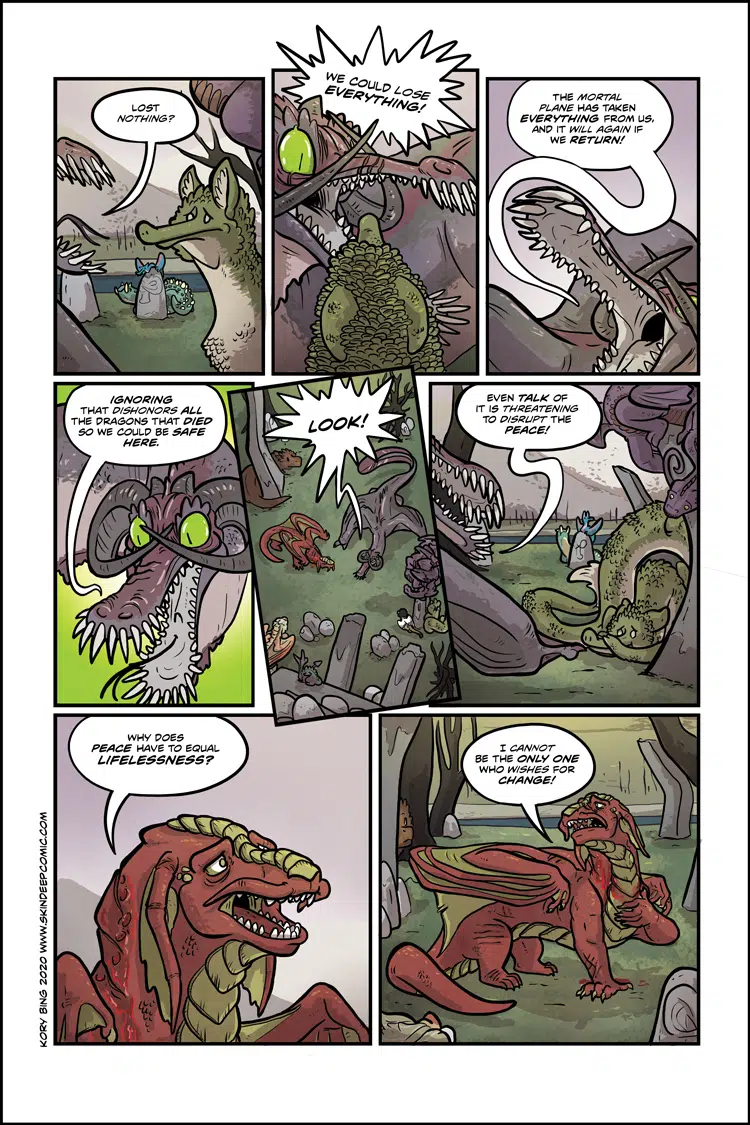 LOST
NOTHING?
WE COULD LOSE
EVERYTHING!
THE MORTAL
PLANE HAS TAKEN
EVERYTHING FROM US,
AND IT WILL AGAIN IF
WE RETURN!
IGNORING
THAT DISHONORS ALL
THE DRAGONS THAT DIED
SO WE COULD BE SAFE
HERE.
LOOK!
EVEN TALK OF
IT IS THREATENING
TO DISRUPT THE
PEACE!
WHY DOES
PEACE HAVE TO EQUAL
LIFELESSNESS?
I CANNOT
BE THE ONLY ONE
WHO WISHES FOR
CHANGE!
KORY BING 2020 WWW.SKINDEEPCOMIC.COM